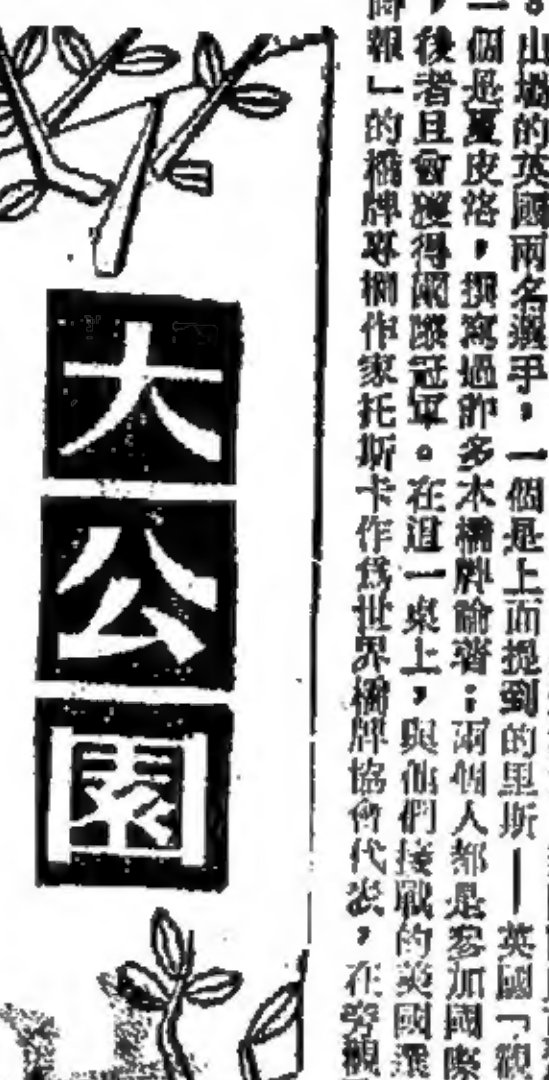 。出場的英國兩名選手，一個是上面提到的里斯——英國「觀
一個是夏皮洛，撰寫過許多本橋牌論著；兩個人都是參加國際
，後者且曾獲得國際冠軍。在這一桌上，與他們接戰的英國選
時報」的橋牌專欄作家托斯卡作爲世界橋牌協會代表，在旁觀
大公園